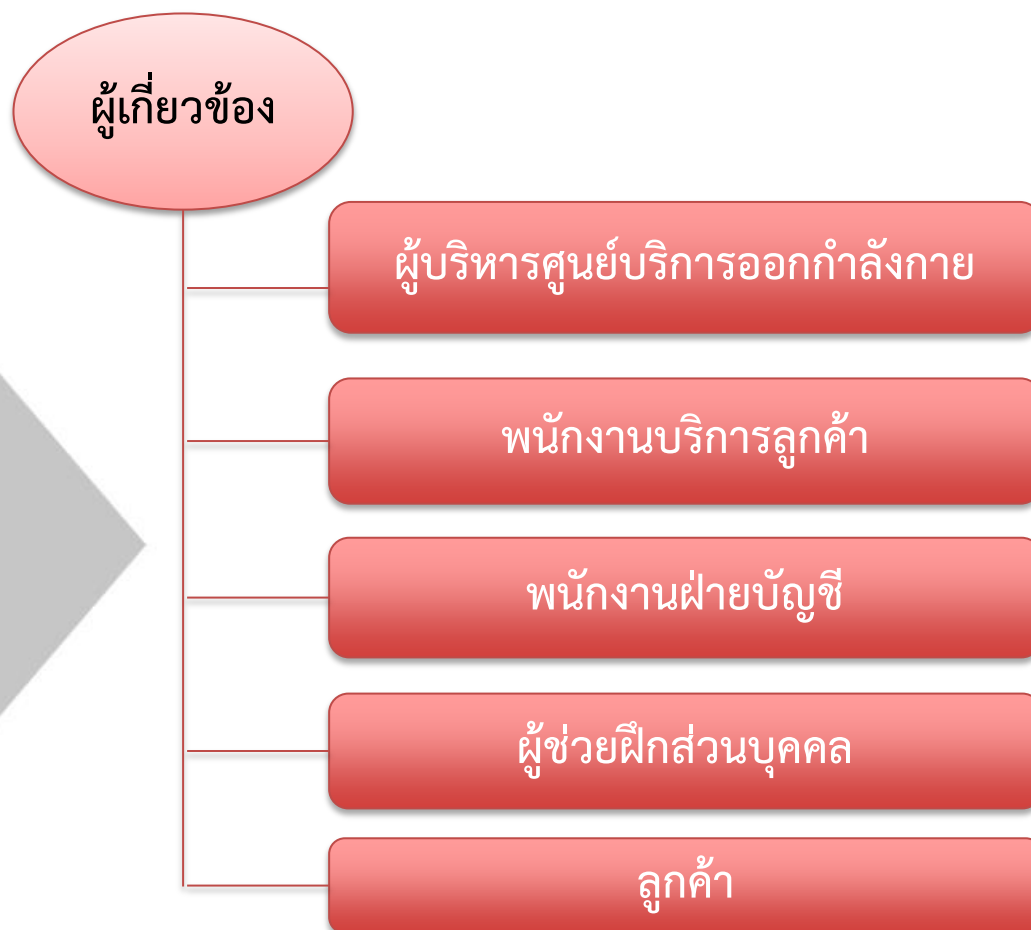 ผู้เกี่ยวข้อง
ผู้บริหารศูนย์บริการออกกำลังกาย
พนักงานบริการลูกค้า
พนักงานฝ่ายบัญชี
ผู้ช่วยฝึกส่วนบุคคล
ลูกค้า